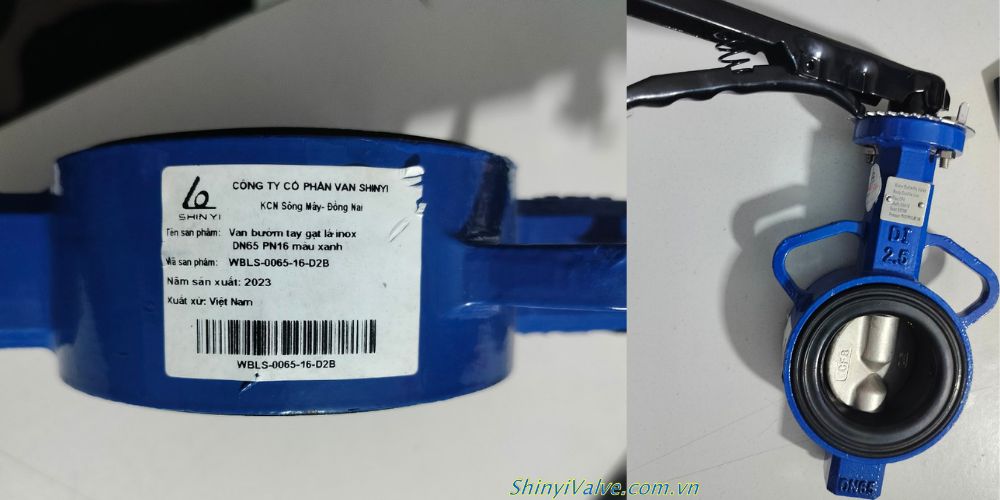 SHIN YI
CÔNG TY CỔ PHẦN VAN SHINYI
KCN Sông Mây- Đồng Nai
Tên sản phẩm: Van bướm tay gạt lá inox
DN65 PN16 màu xanh
Mã sản phẩm: WBLS-0065-16-D2B
Năm sản xuất: 2023
Xuất xứ: Việt Nam
WBLS-0065-16-D2B
DI
2.5
CF8
DN65
ShinyiValve.com.vn